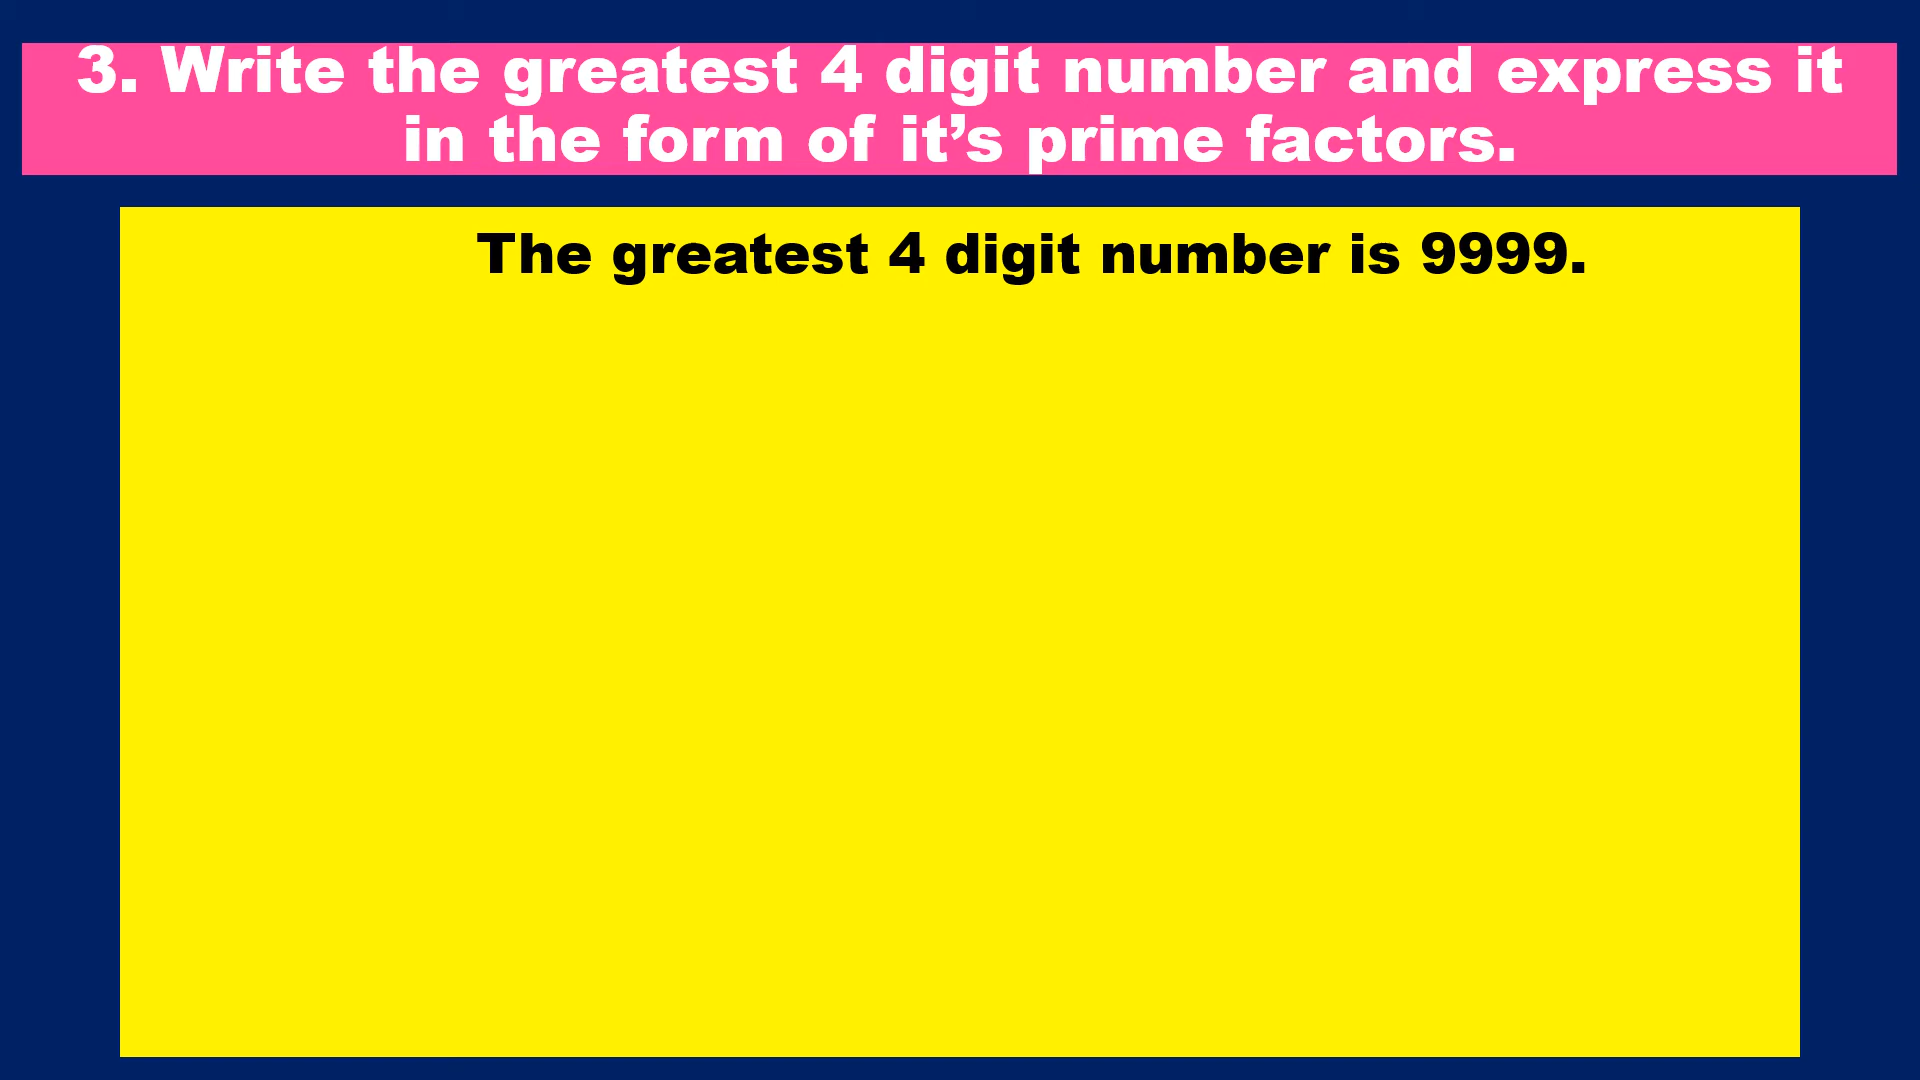 3. Write the greatest 4 digit number and express it
in the form of it’s prime factors.
The greatest 4 digit number is 9999.